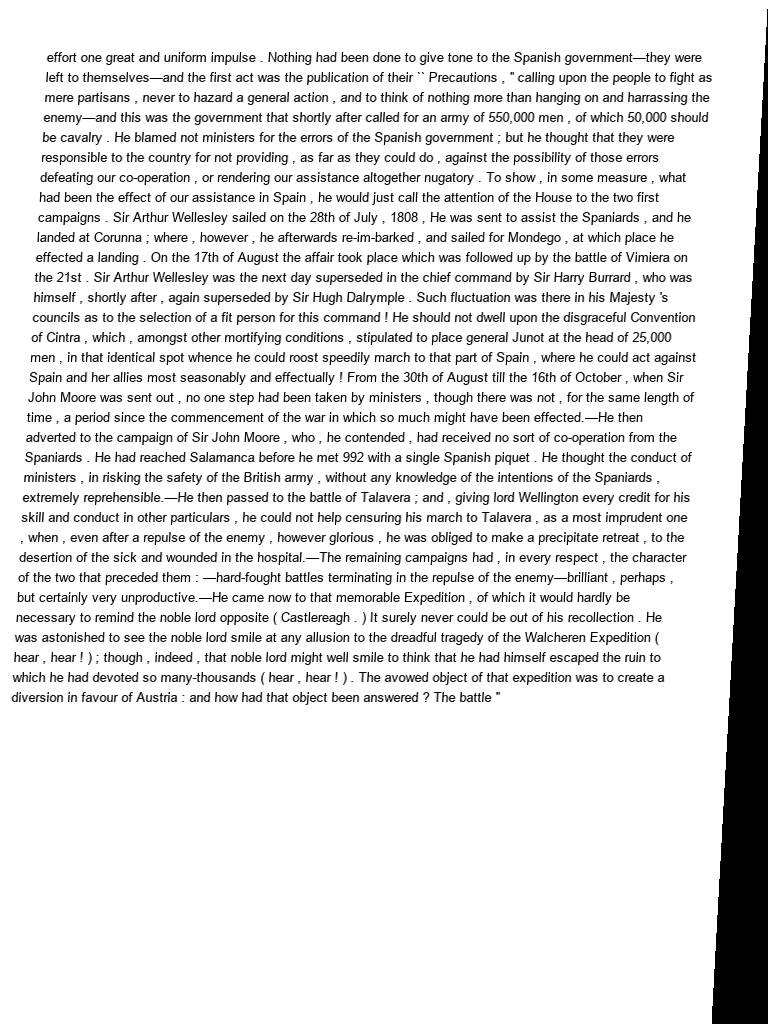 effort one great and uniform impulse . Nothing had been done to give tone to the Spanish government—they were
left to themselves—and the first act was the publication of their `` Precautions , " calling upon the people to fight as
mere partisans , never to hazard a general action , and to think of nothing more than hanging on and harrassing the
enemy—and this was the government that shortly after called for an army of 550,000 men , of which 50,000 should
be cavalry . He blamed not ministers for the errors of the Spanish government ; but he thought that they were
responsible to the country for not providing , as far as they could do , against the possibility of those errors
defeating our co-operation , or rendering our assistance altogether nugatory . To show , in some measure , what
had been the effect of our assistance in Spain , he would just call the attention of the House to the two first
campaigns . Sir Arthur Wellesley sailed on the 28th of July , 1808 , He was sent to assist the Spaniards , and he
landed at Corunna ; where , however , he afterwards re-im-barked , and sailed for Mondego , at which place he
effected a landing . On the 17th of August the affair took place which was followed up by the battle of Vimiera on
the 21st . Sir Arthur Wellesley was the next day superseded in the chief command by Sir Harry Burrard , who was
himself , shortly after , again superseded by Sir Hugh Dalrymple . Such fluctuation was there in his Majesty 's
councils as to the selection of a fit person for this command ! He should not dwell upon the disgraceful Convention
of Cintra , which , amongst other mortifying conditions , stipulated to place general Junot at the head of 25,000
men , in that identical spot whence he could roost speedily march to that part of Spain , where he could act against
Spain and her allies most seasonably and effectually ! From the 30th of August till the 16th of October , when Sir
John Moore was sent out , no one step had been taken by ministers , though there was not , for the same length of
time , a period since the commencement of the war in which so much might have been effected.—He then
adverted to the campaign of Sir John Moore , who , he contended , had received no sort of co-operation from the
Spaniards . He had reached Salamanca before he met 992 with a single Spanish piquet . He thought the conduct of
ministers , in risking the safety of the British army , without any knowledge of the intentions of the Spaniards ,
extremely reprehensible.—He then passed to the battle of Talavera ; and , giving lord Wellington every credit for his
skill and conduct in other particulars , he could not help censuring his march to Talavera , as a most imprudent one
, when , even after a repulse of the enemy , however glorious , he was obliged to make a precipitate retreat , to the
desertion of the sick and wounded in the hospital.—The remaining campaigns had , in every respect , the character
of the two that preceded them : —hard-fought battles terminating in the repulse of the enemy—brilliant , perhaps ,
but certainly very unproductive.—He came now to that memorable Expedition , of which it would hardly be
necessary to remind the noble lord opposite ( Castlereagh . ) It surely never could be out of his recollection . He
was astonished to see the noble lord smile at any allusion to the dreadful tragedy of the Walcheren Expedition (
hear , hear ! ) ; though , indeed , that noble lord might well smile to think that he had himself escaped the ruin to
which he had devoted so many-thousands ( hear , hear ! ) . The avowed object of that expedition was to create a
diversion in favour of Austria : and how had that object been answered ? The battle "